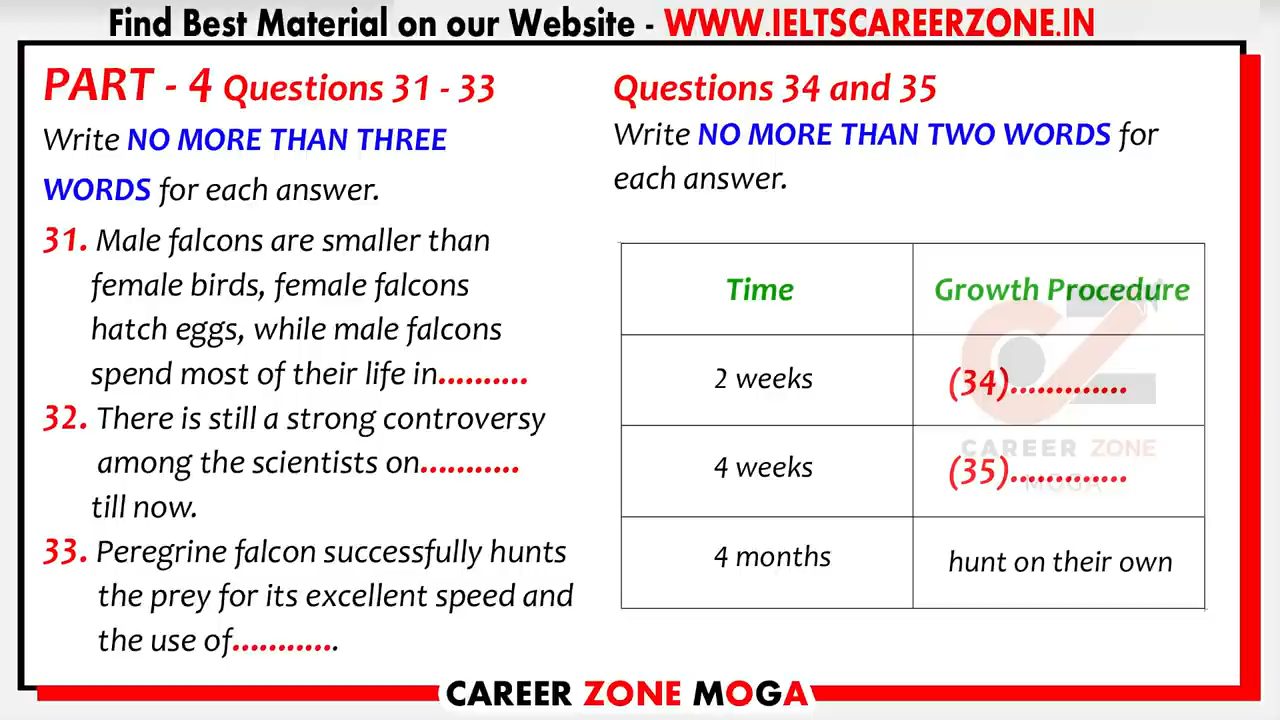 Find Best Material on our Website - WWW.IELTSCAREERZONE.IN
PART - 4 Questions 31 - 33
Write NO MORE THAN THREE
WORDS for each answer.
31. Male falcons are smaller than
female birds, female falcons
hatch eggs, while male falcons
spend most of their life in..........
32. There is still a strong controversy
among the scientists on...........
till now.
33. Peregrine falcon successfully hunts
the prey for its excellent speed and
the use of............
Questions 34 and 35
Write NO MORE THAN TWO WORDS for
each answer.
Time Growth Procedure
2 weeks (34).............
CAREER ZONE
4 weeks (35).............
MOGA
4 months hunt on their own
CAREER ZONE MOGA